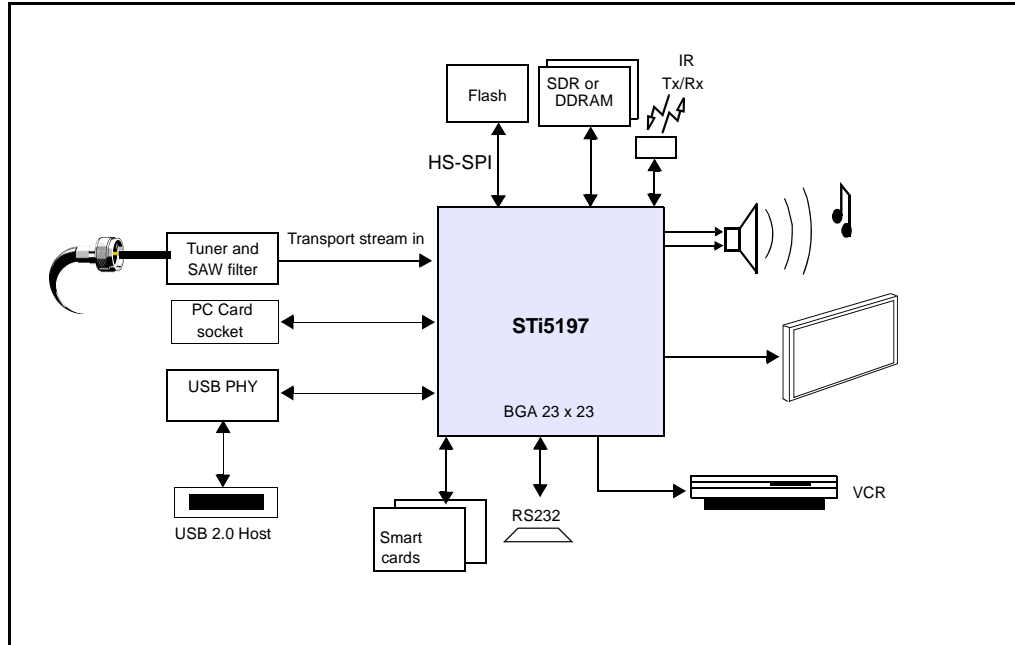 IR
Tx/Rx
Flash
SDR or
DDRAM
HS-SPI
Tuner and
SAW filter
Transport stream in
PC Card
socket
STi5197
USB PHY
BGA 23 x 23
USB 2.0 Host
Smart
cards
RS232
VCR